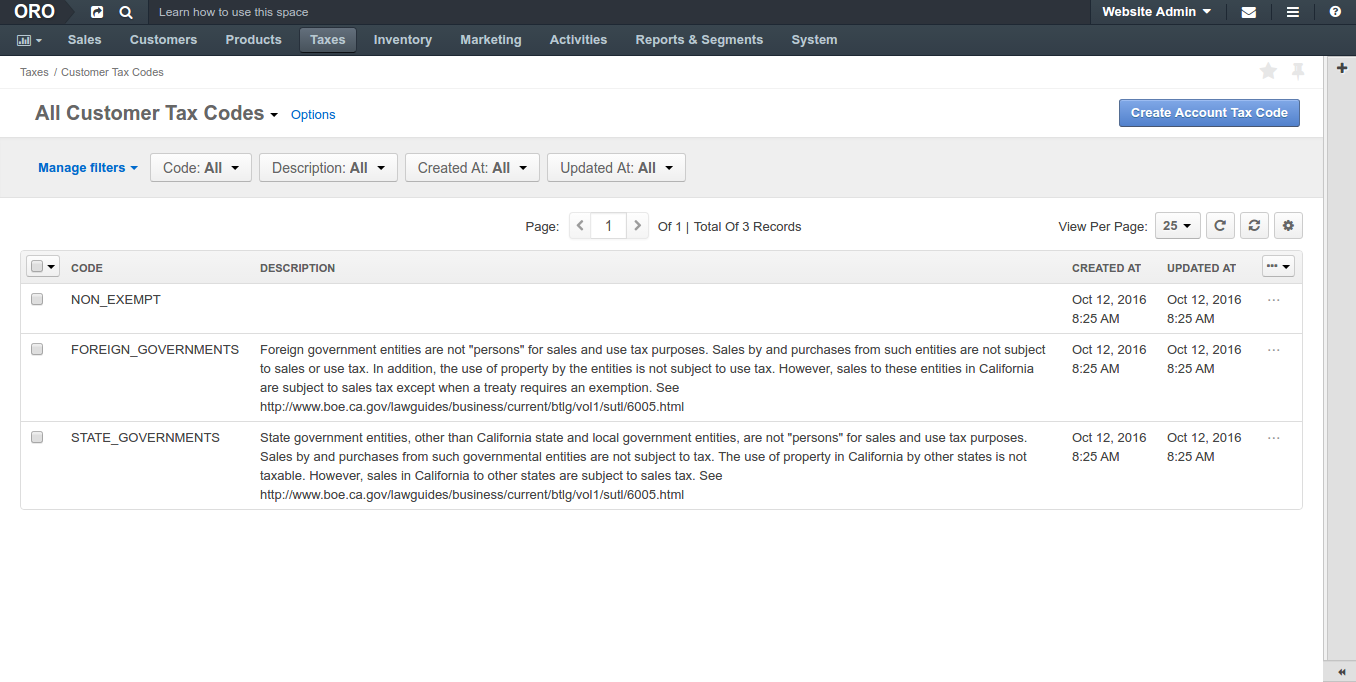 ORO Learn how to use this space Website Admin
Sales Customers Products Taxes Inventory Marketing Activities Reports & Segments System
Taxes / Customer Tax Codes
All Customer Tax Codes Options Create Account Tax Code
Manage filters Code: All Description: All Created At: All Updated At: All
Page: 1 Of 1 | Total Of 3 Records View Per Page: 25
CODE DESCRIPTION CREATED AT UPDATED AT
NON_EXEMPT Oct 12, 2016 Oct 12, 2016
8:25 AM 8:25 AM
FOREIGN_GOVERNMENTS Foreign government entities are not "persons" for sales and use tax purposes. Sales by and purchases from such entities are not subject Oct 12, 2016 Oct 12, 2016
to sales or use tax. In addition, the use of property by the entities is not subject to use tax. However, sales to these entities in California 8:25 AM 8:25 AM
are subject to sales tax except when a treaty requires an exemption. See
http://www.boe.ca.gov/lawguides/business/current/btlg/vol1/sutl/6005.html
STATE_GOVERNMENTS State government entities, other than California state and local government entities, are not "persons" for sales and use tax purposes. Oct 12, 2016 Oct 12, 2016
Sales by and purchases from such governmental entities are not subject to tax. The use of property in California by other states is not 8:25 AM 8:25 AM
taxable. However, sales in California to other states are subject to sales tax. See
http://www.boe.ca.gov/lawguides/business/current/btlg/vol1/sutl/6005.html